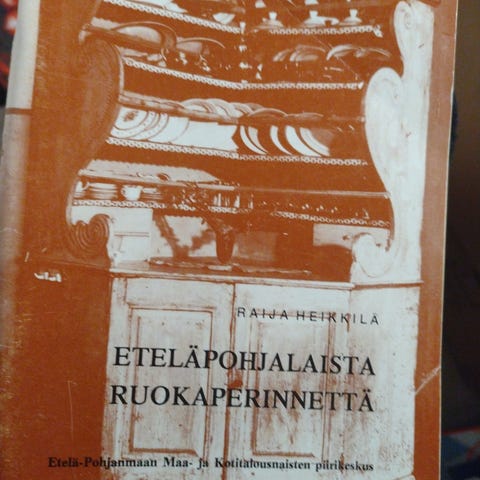 RAIJA HEIKKILÄ
ETELÄPOHJALAISTA
RUOKAPERINNETTÄ
Etelä-Pohjanmaan Maa- ja Kotitalousnaisten piirikeskus